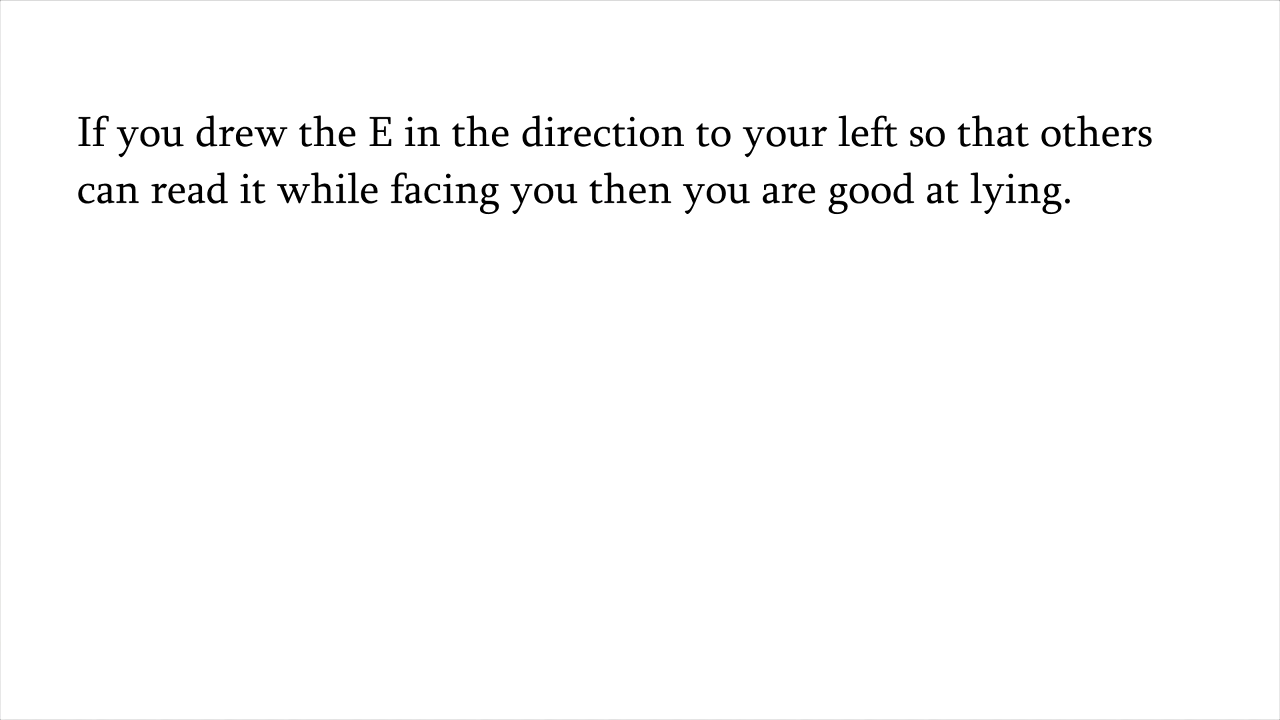 If you drew the E in the direction to your left so that others
can read it while facing you then you are good at lying.